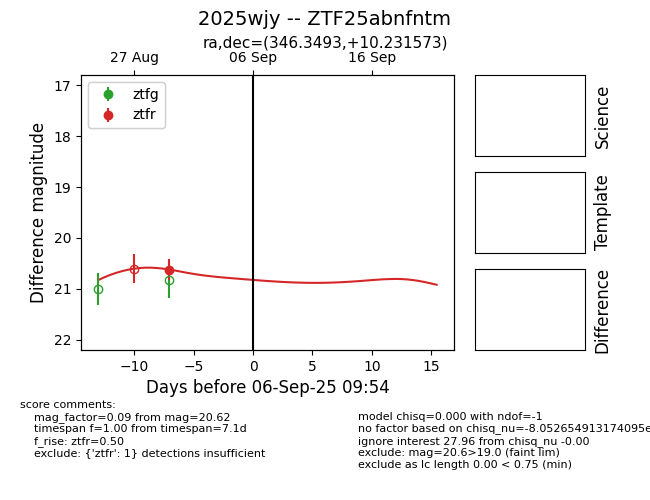 2025wjy -- ZTF25abnfntm
ra,dec=(346.3493,+10.231573)
27 Aug 06 Sep 16 Sep
ztfg
ztfr
17
18
19
20
21
22
Difference magnitude
−10 −5 0 5 10 15
Days before 06-Sep-25 09:54
Science
Template
Difference
score comments:
mag_factor=0.09 from mag=20.62
timespan f=1.00 from timespan=7.1d
f_rise: ztfr=0.50
exclude: {'ztfr': 1} detections insufficient
model chisq=0.000 with ndof=-1
no factor based on chisq_nu=-8.052654913174095e
ignore interest 27.96 from chisq_nu -0.00
exclude: mag=20.6>19.0 (faint lim)
exclude as lc length 0.00 < 0.75 (min)